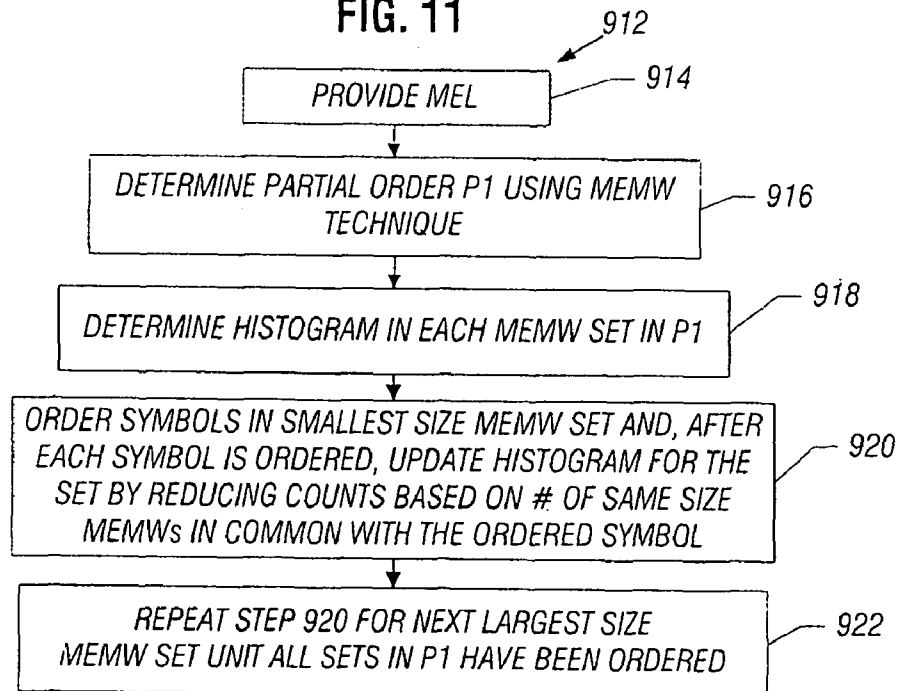 FIG. 11
912
PROVIDE MEL
914
DETERMINE PARTIAL ORDER P1 USING MEMW
TECHNIQUE
916
DETERMINE HISTOGRAM IN EACH MEMW SET IN P1
918
ORDER SYMBOLS IN SMALLEST SIZE MEMW SET AND, AFTER
EACH SYMBOL IS ORDERED, UPDATE HISTOGRAM FOR THE
SET BY REDUCING COUNTS BASED ON # OF SAME SIZE
MEMWs IN COMMON WITH THE ORDERED SYMBOL
920
REPEAT STEP 920 FOR NEXT LARGEST SIZE
MEMW SET UNIT ALL SETS IN P1 HAVE BEEN ORDERED
922